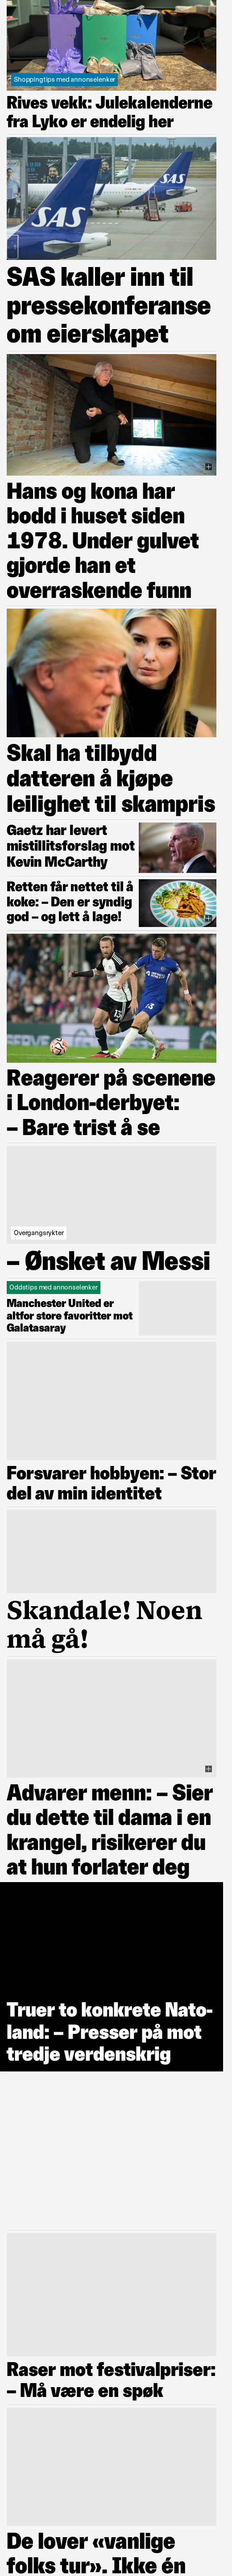 Shoppingtips med annonselenker
Rives vekk: Julekalenderne
fra Lyko er endelig her
SAS
SAS kaller inn til
pressekonferanse
om eierskapet
Hans og kona har
bodd i huset siden
1978. Under gulvet
gjorde han et
overraskende funn
Skal ha tilbydd
datteren å kjøpe
leilighet til skampris
Gaetz har levert
mistillitsforslag mot
Kevin McCarthy
Retten får nettet til å
koke: – Den er syndig
god – og lett å lage!
Reagerer på scenene
i London-derbyet:
– Bare trist å se
Overgangsrykter
– Ønsket av Messi
Oddstips med annonselenker
Manchester United er
altfor store favoritter mot
Galatasaray
Forsvarer hobbyen: – Stor
del av min identitet
Skandale! Noen
må gå!
Advarer menn: – Sier
du dette til dama i en
krangel, risikerer du
at hun forlater deg
Truer to konkrete Nato-
land: – Presser på mot
tredje verdenskrig
Raser mot festivalpriser:
– Må være en spøk
De lover «vanlige
folks tur». Ikke én